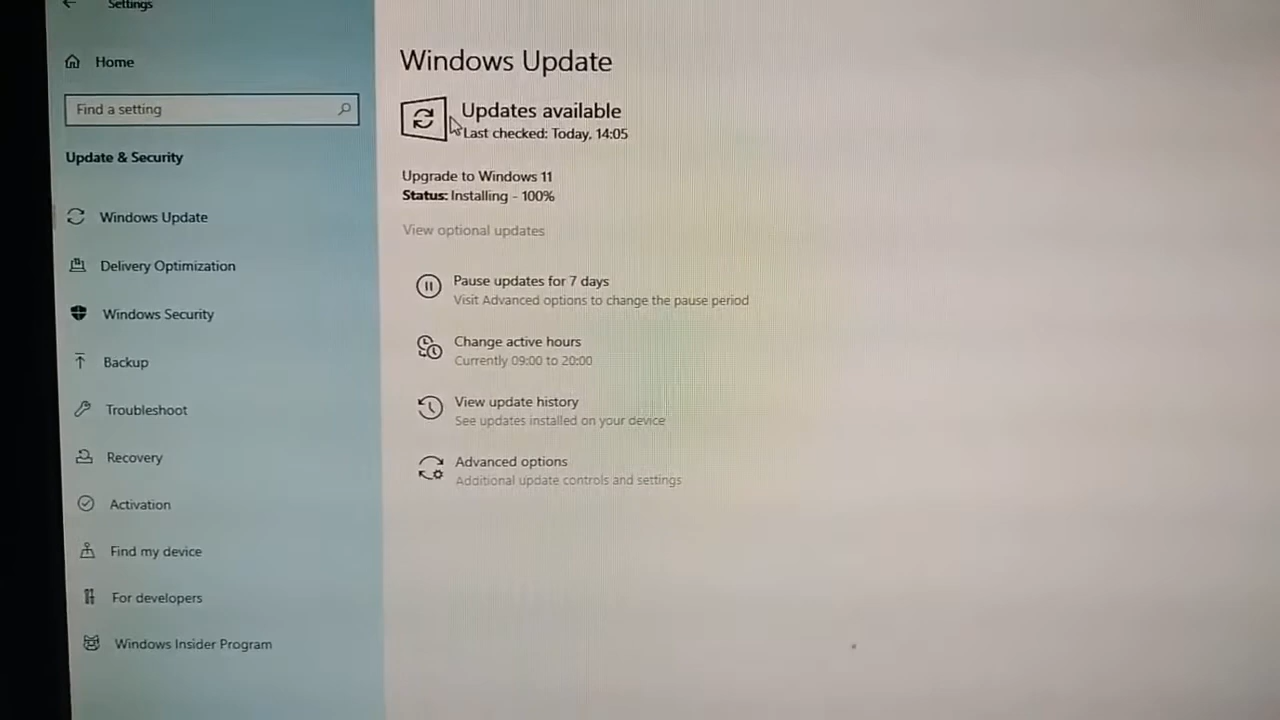 Settings
Home
Find a setting
Update & Security
Windows Update
Delivery Optimization
Windows Security
Backup
Troubleshoot
Recovery
Activation
Find my device
For developers
Windows Insider Program
Windows Update
Updates available
Last checked: Today, 14:05
Upgrade to Windows 11
Status: Installing - 100%
View optional updates
Pause updates for 7 days
Visit Advanced options to change the pause period
Change active hours
Currently 09:00 to 20:00
View update history
See updates installed on your device
Advanced options
Additional update controls and settings